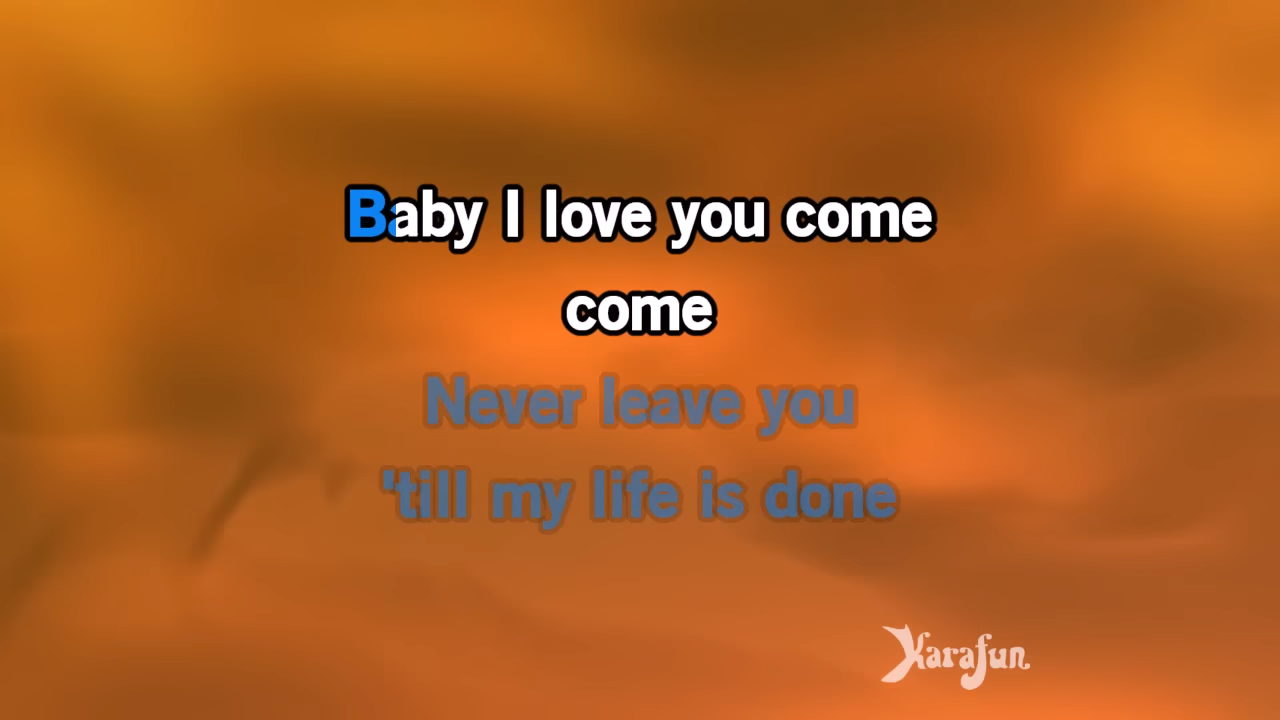 Baby I love you come
come
Never leave you
'till my life is done
Karafun